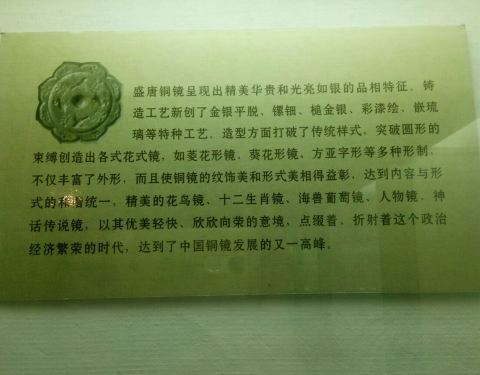 盛唐铜镜呈现出精美华贵和光亮如银的品相特征。铸
造工艺新创了金银平脱、镙钿、槌金银、彩漆绘、嵌琉
璃等特种工艺。造型方面打破了传统样式，突破圆形的
束缚创造出各式花式镜，如菱花形镜、葵花形镜、方亚字形等多种形制，
不仅丰富了外形，而且使铜镜的纹饰美和形式美相得益彰，达到内容与形
式的和谐统一，精美的花鸟镜、十二生肖镜、海兽葡萄镜、人物镜、神
话传说镜，以其优美轻快、欣欣向荣的意境，点缀着、折射着这个政治
经济繁荣的时代，达到了中国铜镜发展的又一高峰。